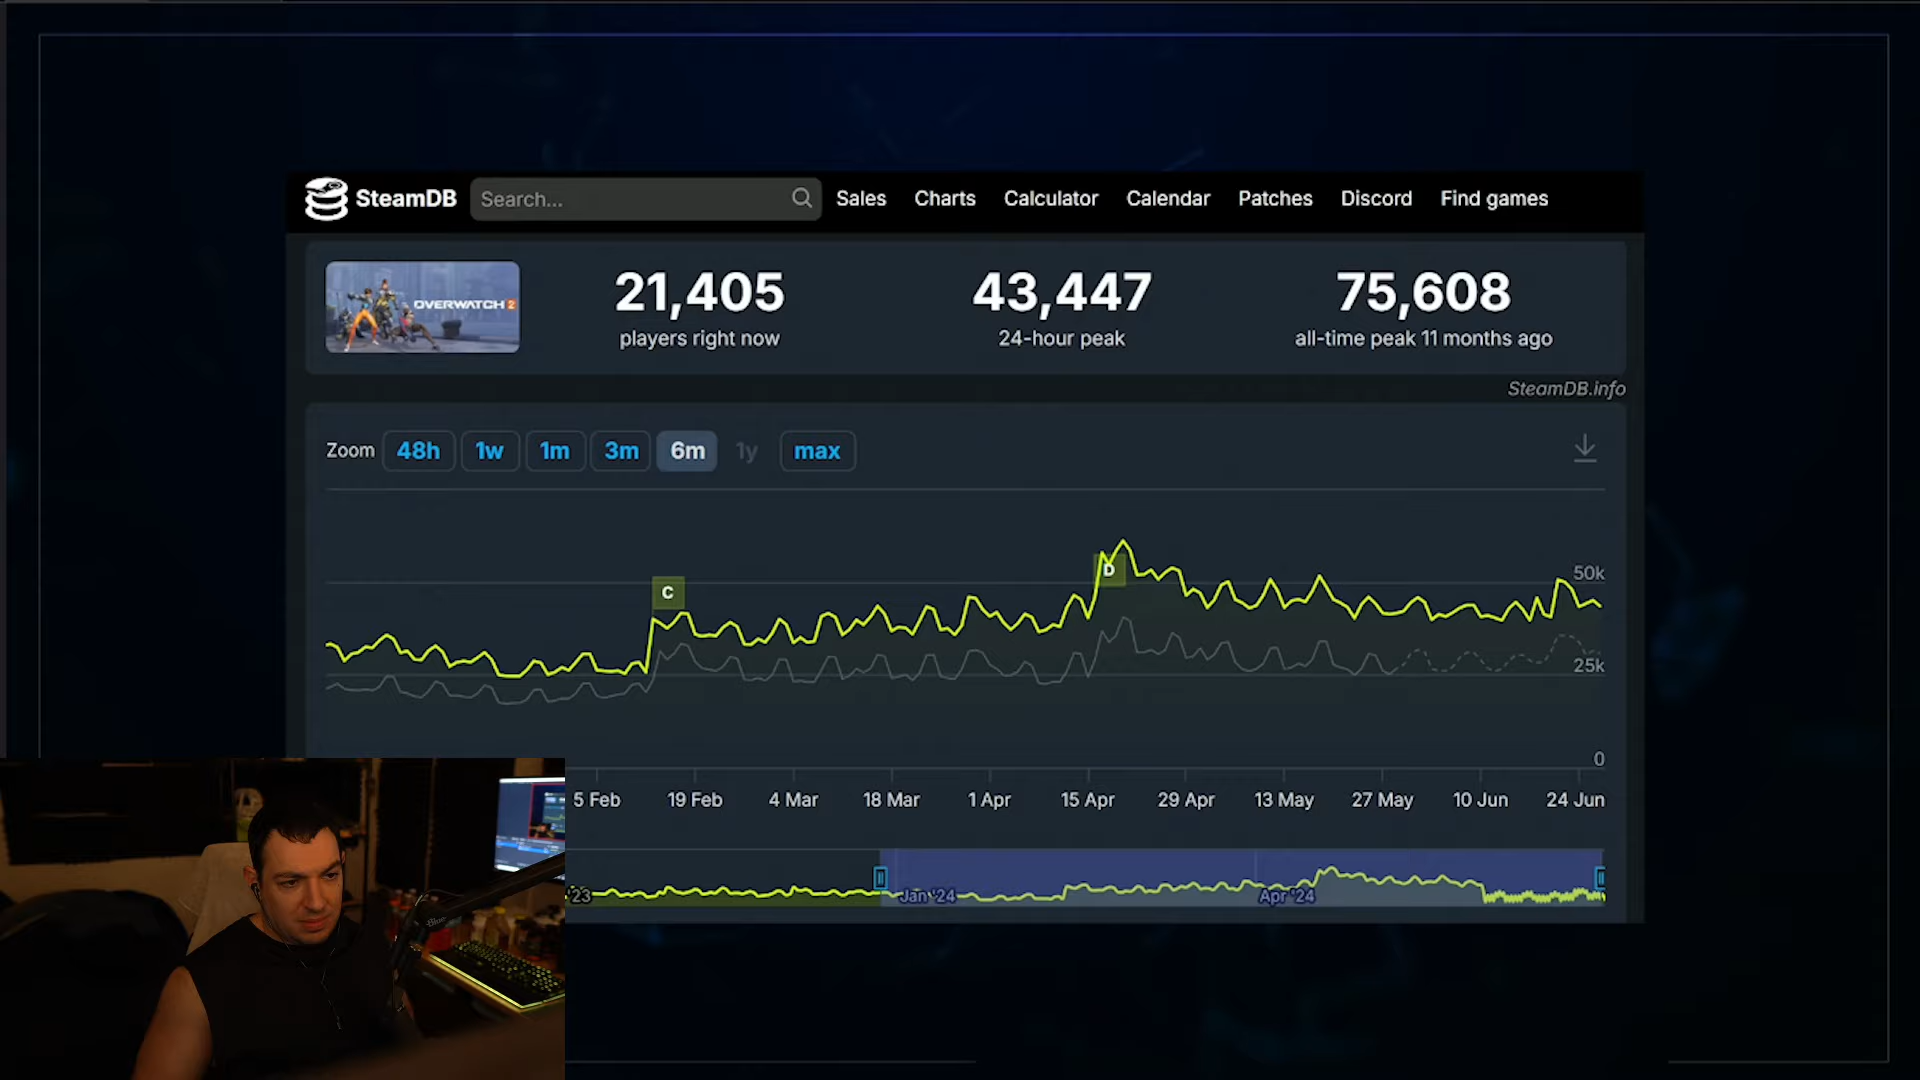 SteamDB Search... Sales Charts Calculator Calendar Patches Discord Find games
OVERWATCH 2
21,405 43,447 75,608
players right now 24-hour peak all-time peak 11 months ago
SteamDB.info
Zoom 48h 1w 1m 3m 6m 1y max
C
D
50k
25k
0
5 Feb 19 Feb 4 Mar 18 Mar 1 Apr 15 Apr 29 Apr 13 May 27 May 10 Jun 24 Jun
'23 Jan '24 Apr '24
Blue